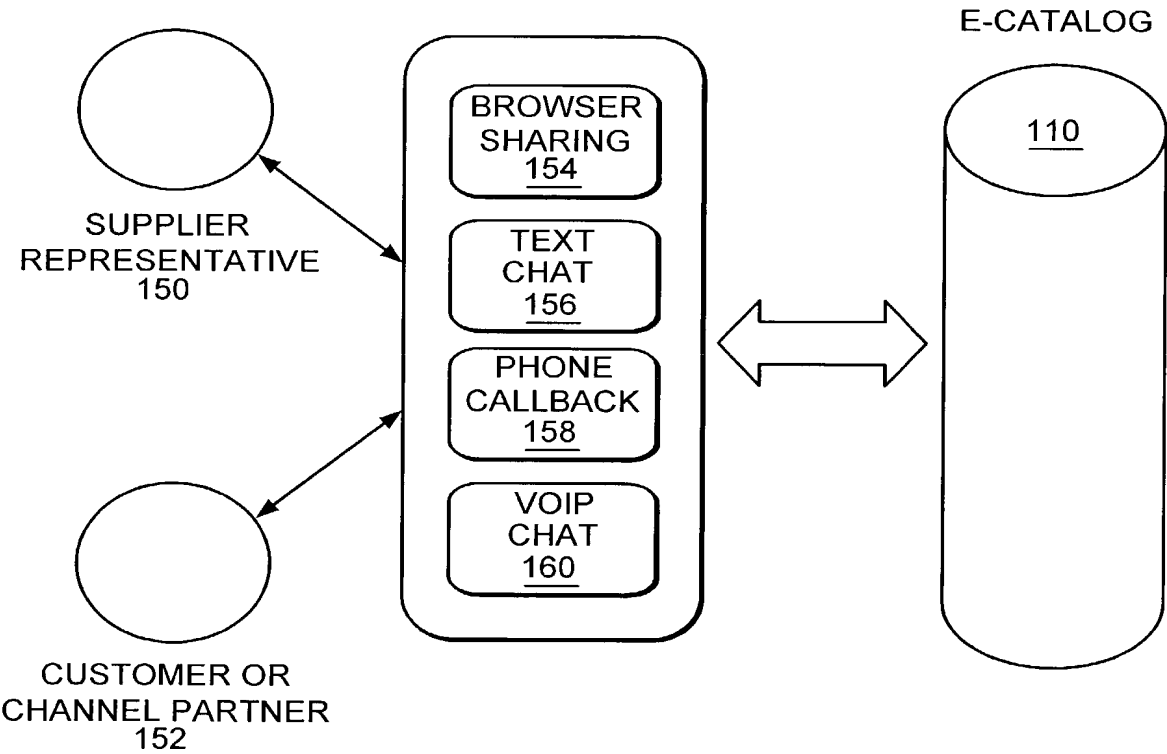 E-CATALOG
110
BROWSER
SHARING
154
TEXT
CHAT
156
PHONE
CALLBACK
158
VOIP
CHAT
160
SUPPLIER
REPRESENTATIVE
150
CUSTOMER OR
CHANNEL PARTNER
152